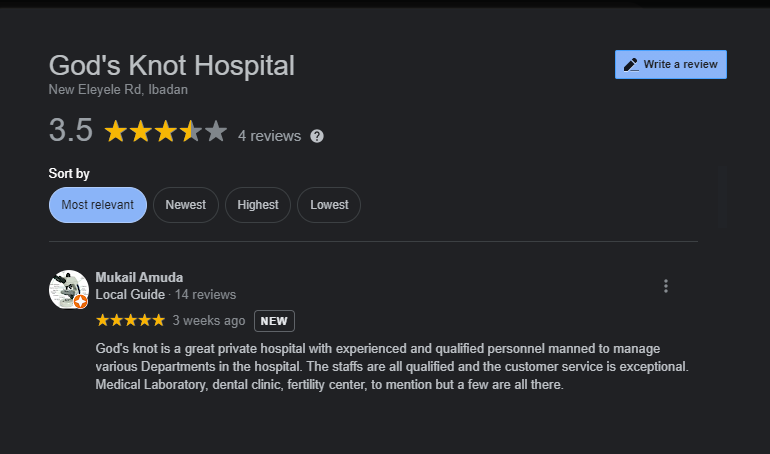 God's Knot Hospital
Write a review
New Eleyele Rd, Ibadan
3.5 4 reviews ?
Sort by
Most relevant Newest Highest Lowest
Mukail Amuda
Local Guide · 14 reviews
3 weeks ago NEW
God's knot is a great private hospital with experienced and qualified personnel manned to manage
various Departments in the hospital. The staffs are all qualified and the customer service is exceptional.
Medical Laboratory, dental clinic, fertility center, to mention but a few are all there.